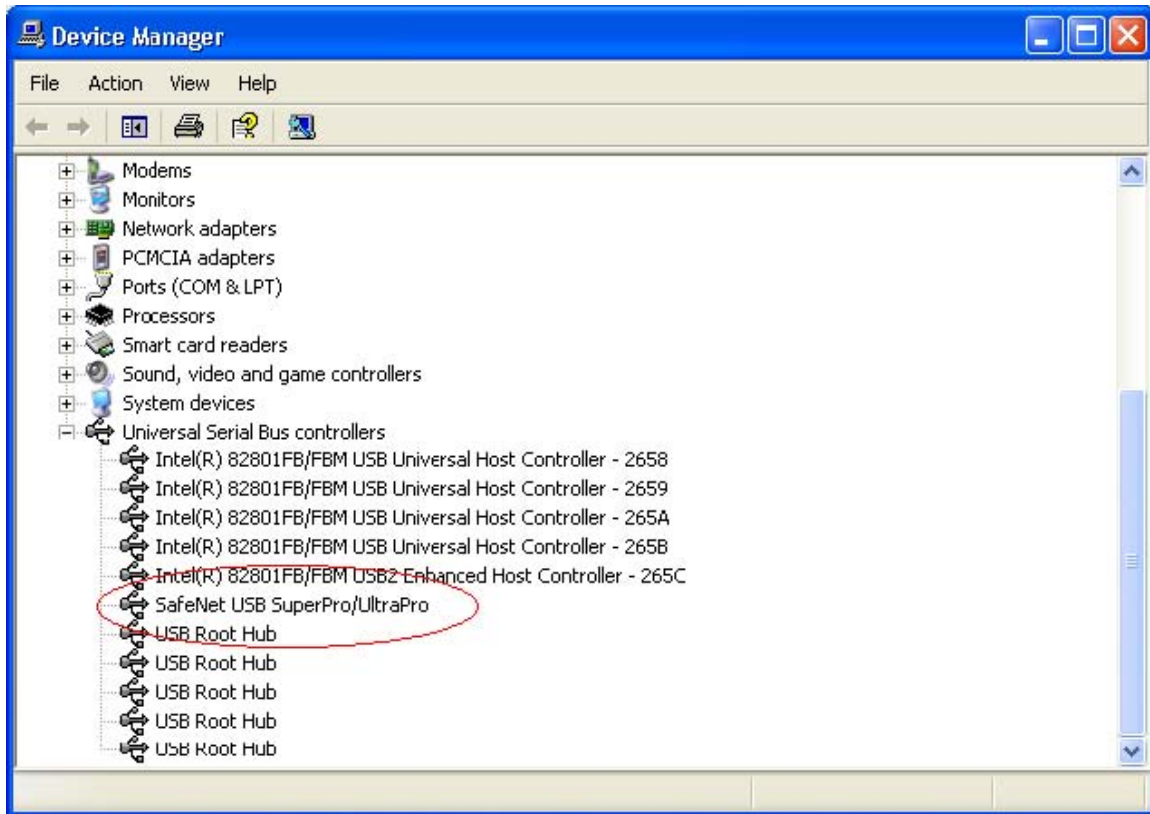 Device Manager
File Action View Help
Modems
Monitors
Network adapters
PCMCIA adapters
Ports (COM & LPT)
Processors
Smart card readers
Sound, video and game controllers
System devices
Universal Serial Bus controllers
Intel(R) 82801FB/FBM USB Universal Host Controller - 2658
Intel(R) 82801FB/FBM USB Universal Host Controller - 2659
Intel(R) 82801FB/FBM USB Universal Host Controller - 265A
Intel(R) 82801FB/FBM USB Universal Host Controller - 265B
Intel(R) 82801FB/FBM USB2 Enhanced Host Controller - 265C
SafeNet USB SuperPro/UltraPro
USB Root Hub
USB Root Hub
USB Root Hub
USB Root Hub
USB Root Hub